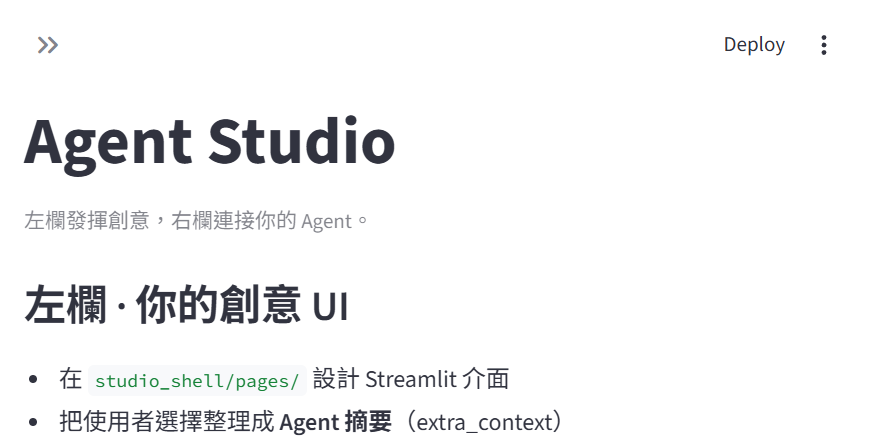 Deploy
Agent Studio
左欄發揮創意，右欄連接你的 Agent。
左欄 · 你的創意 UI
在 studio_shell/pages/ 設計 Streamlit 介面
把使用者選擇整理成 Agent 摘要（extra_context）